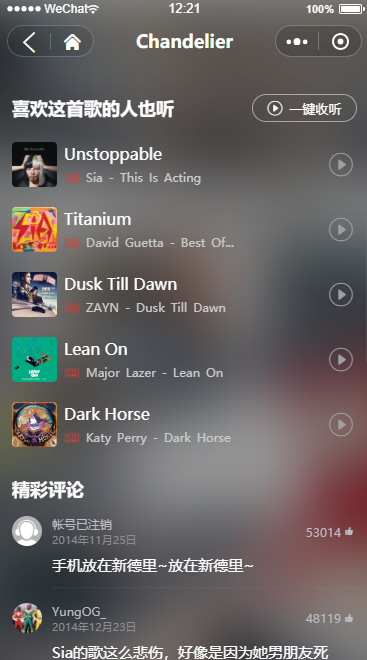 WeChat 12:21 100%
Chandelier
喜欢这首歌的人也听 一键收听
Unstoppable
SQ Sia - This Is Acting
Titanium
SQ David Guetta - Best Of...
Dusk Till Dawn
SQ ZAYN - Dusk Till Dawn
Lean On
SQ Major Lazer - Lean On
Dark Horse
SQ Katy Perry - Dark Horse
精彩评论
帐号已注销 53014
2014年11月25日
手机放在新德里~放在新德里~
YungOG_ 48119
2014年12月23日
Sia的歌这么悲伤，好像是因为她男朋友死